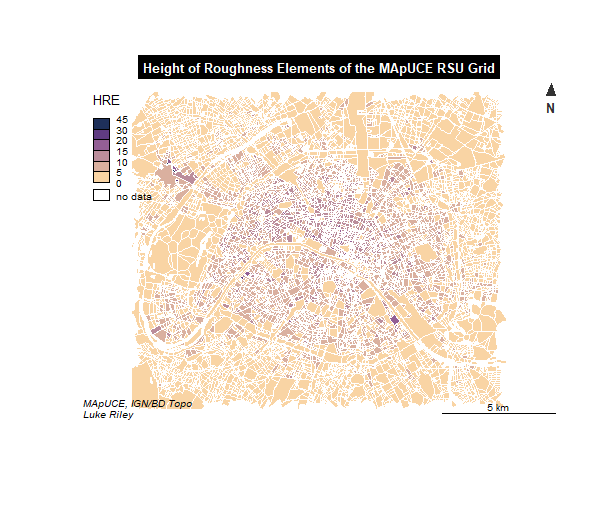 Height of Roughness Elements of the MApUCE RSU Grid
N
HRE
45
30
20
15
10
5
0
no data
MApUCE, IGN/BD Topo
Luke Riley
5 km